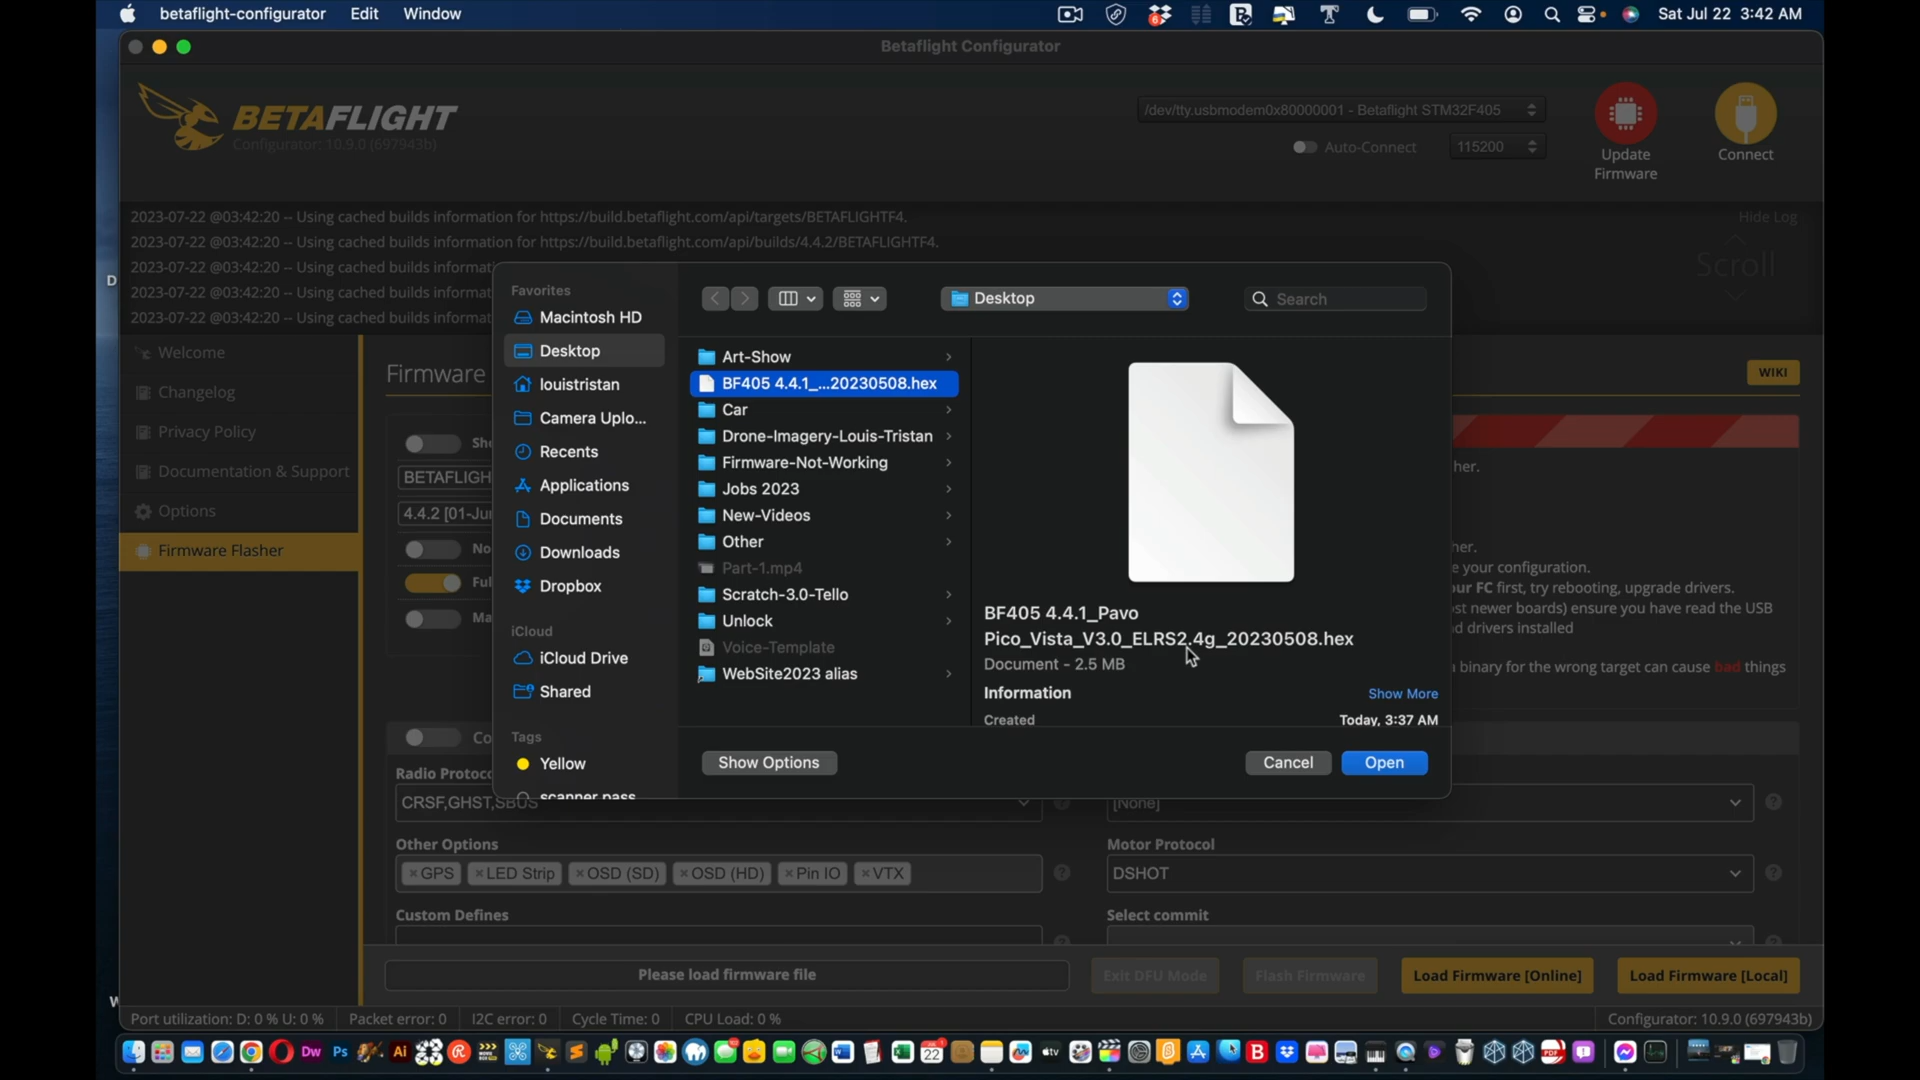 betaflight-configurator Edit Window
Sat Jul 22 3:42 AM
Betaflight Configurator
BETAFLIGHT
Configurator: 10.9.0 (697943b)
/dev/tty.usbmodem0x80000001 - Betaflight STM32F405
Auto-Connect
115200
Update
Firmware
Connect
2023-07-22 @03:42:20 -- Using cached builds information for https://build.betaflight.com/api/targets/BETAFLIGHTF4.
Hide Log
2023-07-22 @03:42:20 -- Using cached builds information for https://build.betaflight.com/api/builds/4.4.2/BETAFLIGHTF4.
2023-07-22 @03:42:20 -- Using cached builds informati
2023-07-22 @03:42:20 -- Using cached builds informat
2023-07-22 @03:42:20 -- Using cached builds informat
Scroll
D
Welcome
Changelog
Privacy Policy
Documentation & Support
Options
Firmware Flasher
Firmware
WIKI
Sho
BETAFLIGH
4.4.2 [01-Ju
No
Ful
Ma
Favorites
Macintosh HD
Desktop
louistristan
Camera Uplo...
Recents
Applications
Documents
Downloads
Dropbox
iCloud
iCloud Drive
Shared
Tags
Yellow
scanner pass
Desktop
Search
Art-Show
BF405 4.4.1_...20230508.hex
Car
Drone-Imagery-Louis-Tristan
Firmware-Not-Working
Jobs 2023
New-Videos
Other
Part-1.mp4
Scratch-3.0-Tello
Unlock
Voice-Template
WebSite2023 alias
BF405 4.4.1_Pavo
Pico_Vista_V3.0_ELRS2.4g_20230508.hex
Document - 2.5 MB
Information
Show More
Created
Today, 3:37 AM
Show Options
Cancel
Open
her.
her.
e your configuration.
our FC first, try rebooting, upgrade drivers.
st newer boards) ensure you have read the USB
d drivers installed
binary for the wrong target can cause bad things
Co
Radio Protoco
CRSF,GHST,SBUS
[None]
Other Options
×GPS ×LED Strip ×OSD (SD) ×OSD (HD) ×Pin IO ×VTX
Motor Protocol
DSHOT
Custom Defines
Select commit
Please load firmware file
Exit DFU Mode
Flash Firmware
Load Firmware [Online]
Load Firmware [Local]
Port utilization: D: 0 % U: 0 %
Packet error: 0
I2C error: 0
Cycle Time: 0
CPU Load: 0 %
Configurator: 10.9.0 (697943b)